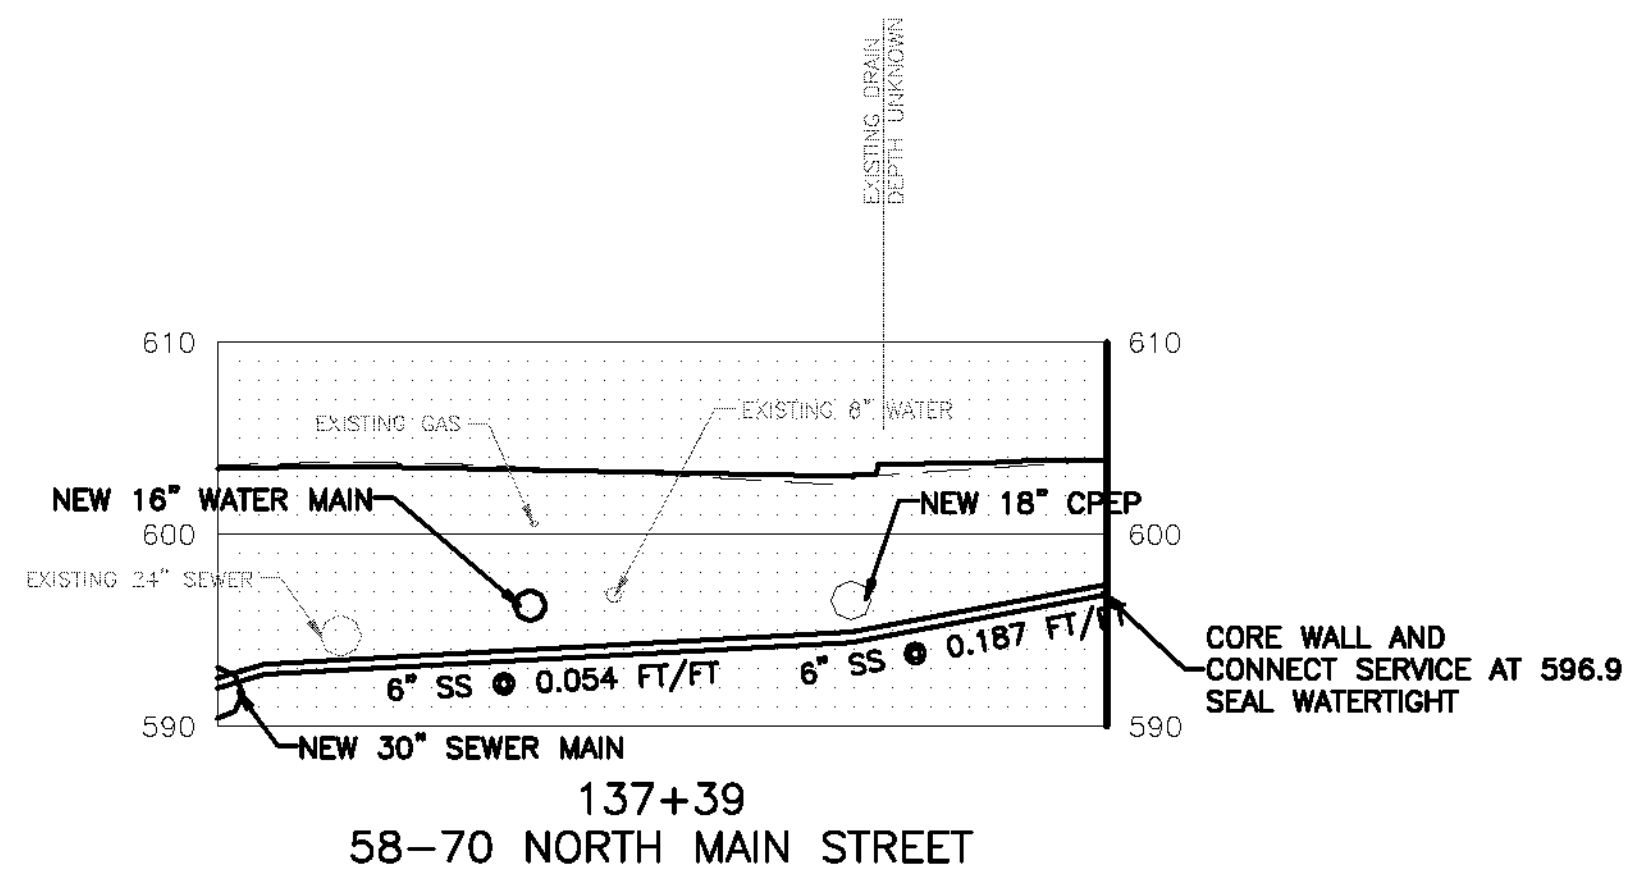 EXISTING DRAIN
DEPTH UNKNOWN
610
610
EXISTING GAS
EXISTING 8" WATER
NEW 16" WATER MAIN
NEW 18" CPEP
600
600
EXISTING 24" SEWER
6" SS @ 0.054 FT/FT
6" SS @ 0.187 FT/FT
CORE WALL AND
CONNECT SERVICE AT 596.9
SEAL WATERTIGHT
590
590
NEW 30" SEWER MAIN
137+39
58-70 NORTH MAIN STREET